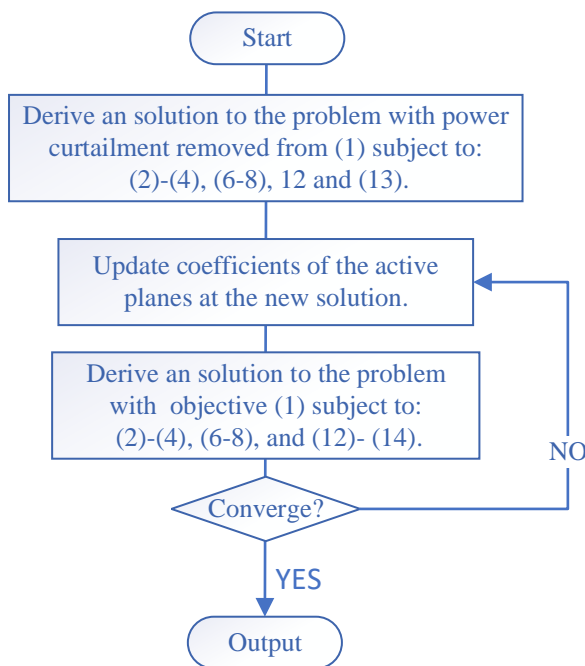 Start
Derive an solution to the problem with power
curtailment removed from (1) subject to:
(2)-(4), (6-8), 12 and (13).
Update coefficients of the active
planes at the new solution.
Derive an solution to the problem
with objective (1) subject to:
(2)-(4), (6-8), and (12)- (14).
NO
Converge?
YES
Output